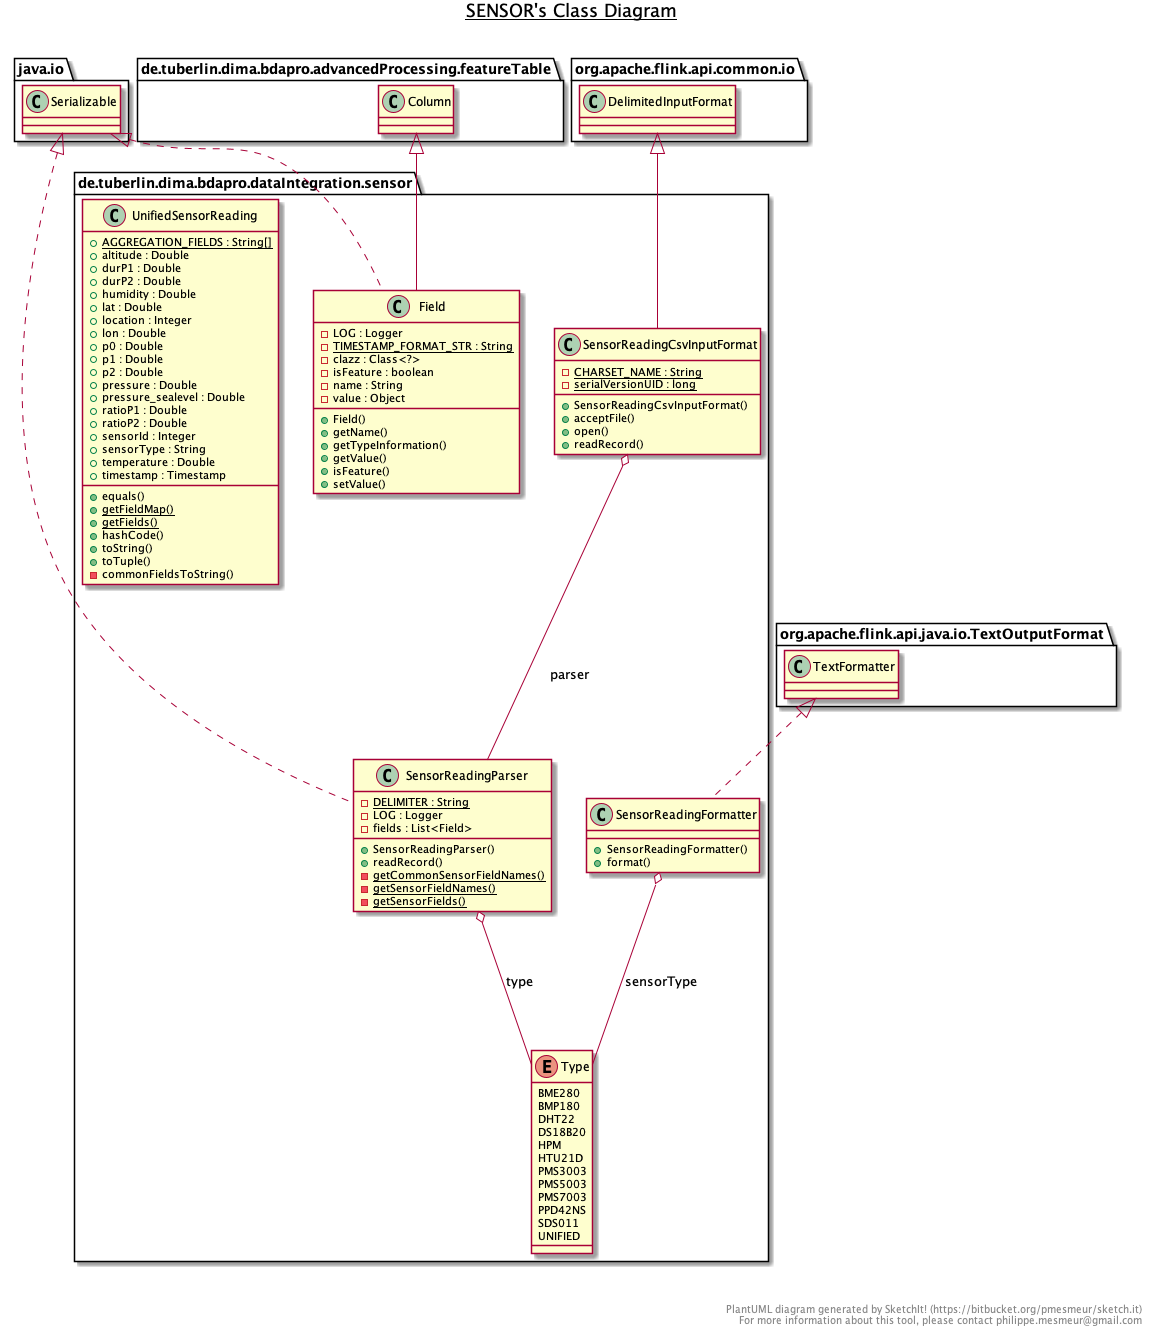 SENSOR's Class Diagram
java.io
C Serializable
de.tuberlin.dima.bdapro.advancedProcessing.featureTable
C Column
org.apache.flink.api.common.io
C DelimitedInputFormat
de.tuberlin.dima.bdapro.dataIntegration.sensor
C UnifiedSensorReading
AGGREGATION_FIELDS : String[]
altitude : Double
durP1 : Double
durP2 : Double
humidity : Double
lat : Double
location : Integer
lon : Double
p0 : Double
p1 : Double
p2 : Double
pressure : Double
pressure_sealevel : Double
ratioP1 : Double
ratioP2 : Double
sensorId : Integer
sensorType : String
temperature : Double
timestamp : Timestamp
equals()
getFieldMap()
getFields()
hashCode()
toString()
toTuple()
commonFieldsToString()
C Field
LOG : Logger
TIMESTAMP_FORMAT_STR : String
clazz : Class<?>
isFeature : boolean
name : String
value : Object
Field()
getName()
getTypeInformation()
getValue()
isFeature()
setValue()
C SensorReadingCsvInputFormat
CHARSET_NAME : String
serialVersionUID : long
SensorReadingCsvInputFormat()
acceptFile()
open()
readRecord()
parser
org.apache.flink.api.java.io.TextOutputFormat
C TextFormatter
C SensorReadingParser
DELIMITER : String
LOG : Logger
fields : List<Field>
SensorReadingParser()
readRecord()
getCommonSensorFieldNames()
getSensorFieldNames()
getSensorFields()
C SensorReadingFormatter
SensorReadingFormatter()
format()
type
sensorType
E Type
BME280
BMP180
DHT22
DS18B20
HPM
HTU21D
PMS3003
PMS5003
PMS7003
PPD42NS
SDS011
UNIFIED
PlantUML diagram generated by SketchIt! (https://bitbucket.org/pmesmeur/sketch.it)
For more information about this tool, please contact philippe.mesmeur@gmail.com